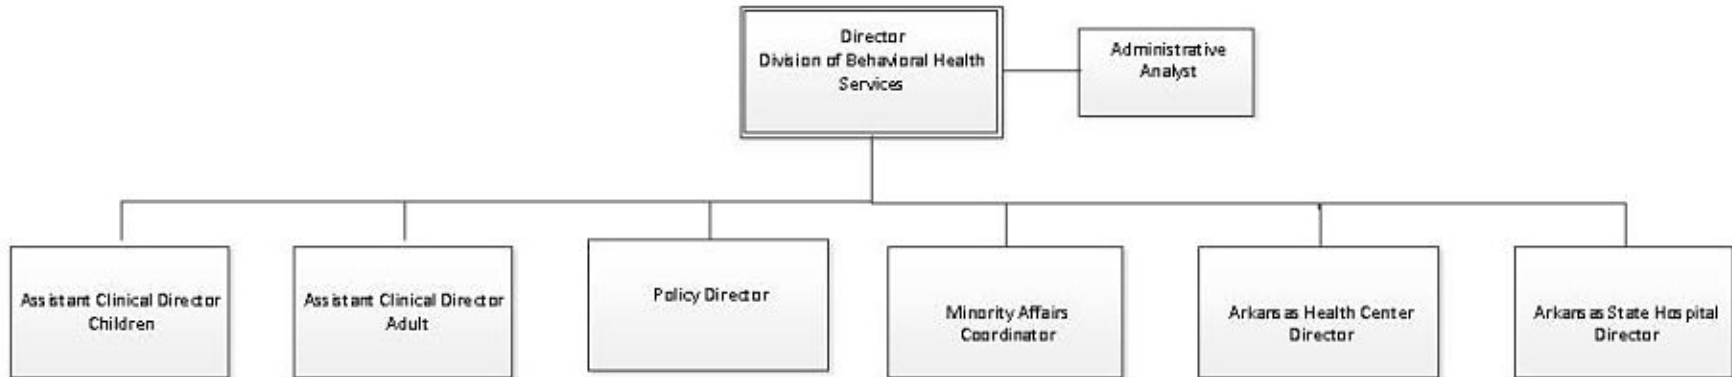 Director
Division of Behavioral Health
Services
Administrative
Analyst
Assistant Clinical Director
Children
Assistant Clinical Director
Adult
Policy Director
Minority Affairs
Coordinator
Arkansas Health Center
Director
Arkansas State Hospital
Director